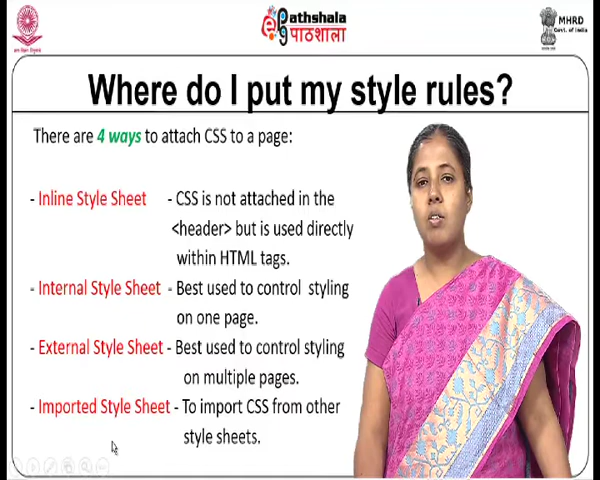 Pathshala
पाठशाला
MHRD
Govt. of India
Where do I put my style rules?
There are 4 ways to attach CSS to a page:
- Inline Style Sheet - CSS is not attached in the
<header> but is used directly
within HTML tags.
- Internal Style Sheet - Best used to control styling
on one page.
- External Style Sheet - Best used to control styling
on multiple pages.
- Imported Style Sheet - To import CSS from other
style sheets.